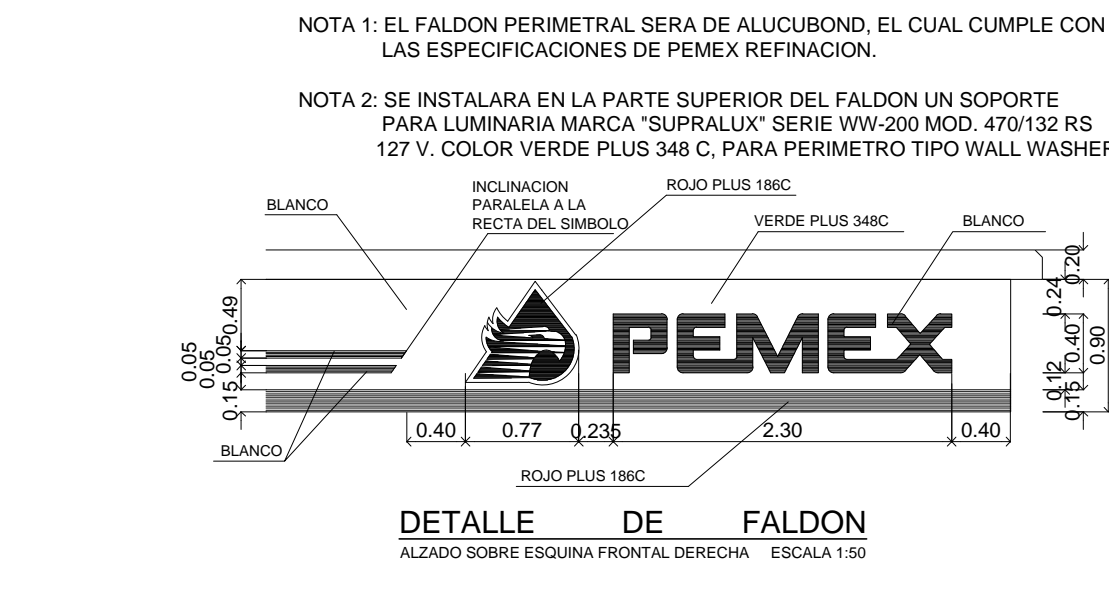 NOTA 1: EL FALDON PERIMETRAL SERA DE ALUCUBOND, EL CUAL CUMPLE CON
LAS ESPECIFICACIONES DE PEMEX REFINACION.
NOTA 2: SE INSTALARA EN LA PARTE SUPERIOR DEL FALDON UN SOPORTE
PARA LUMINARIA MARCA "SUPRALUX" SERIE WW-200 MOD. 470/132 RS
127 V. COLOR VERDE PLUS 348 C, PARA PERIMETRO TIPO WALL WASHER
BLANCO
INCLINACION
PARALELA A LA
RECTA DEL SIMBOLO
ROJO PLUS 186C
VERDE PLUS 348C
BLANCO
0.49
0.05
0.05
0.05
0.15
PEMEX
0.20
0.24
0.40
0.12
0.15
0.90
0.40
0.77
0.235
2.30
0.40
BLANCO
ROJO PLUS 186C
DETALLE DE FALDON
ALZADO SOBRE ESQUINA FRONTAL DERECHA ESCALA 1:50